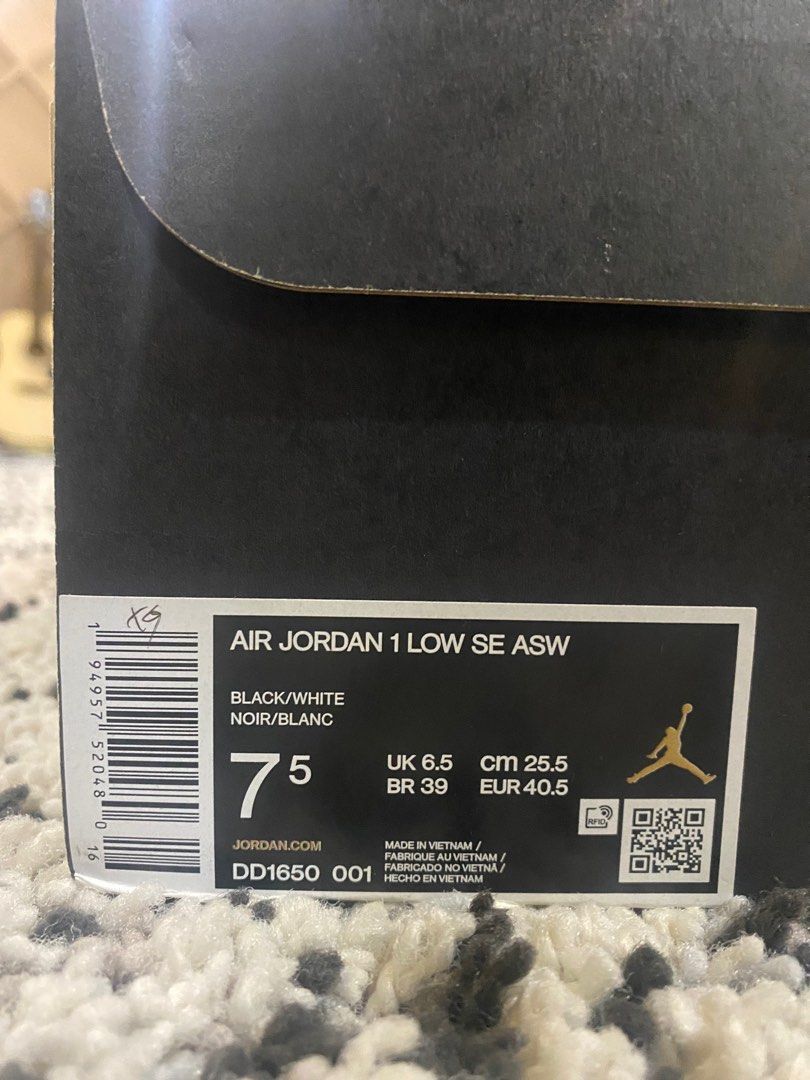 X9
1 94957 52048 0 16
AIR JORDAN 1 LOW SE ASW
BLACK/WHITE
NOIR/BLANC
7 5
UK 6.5 cm 25.5
BR 39 EUR 40.5
RFID
JORDAN.COM
DD1650 001
MADE IN VIETNAM /
FABRIQUE AU VIETNAM /
FABRICADO NO VIETNÃ /
HECHO EN VIETNAM